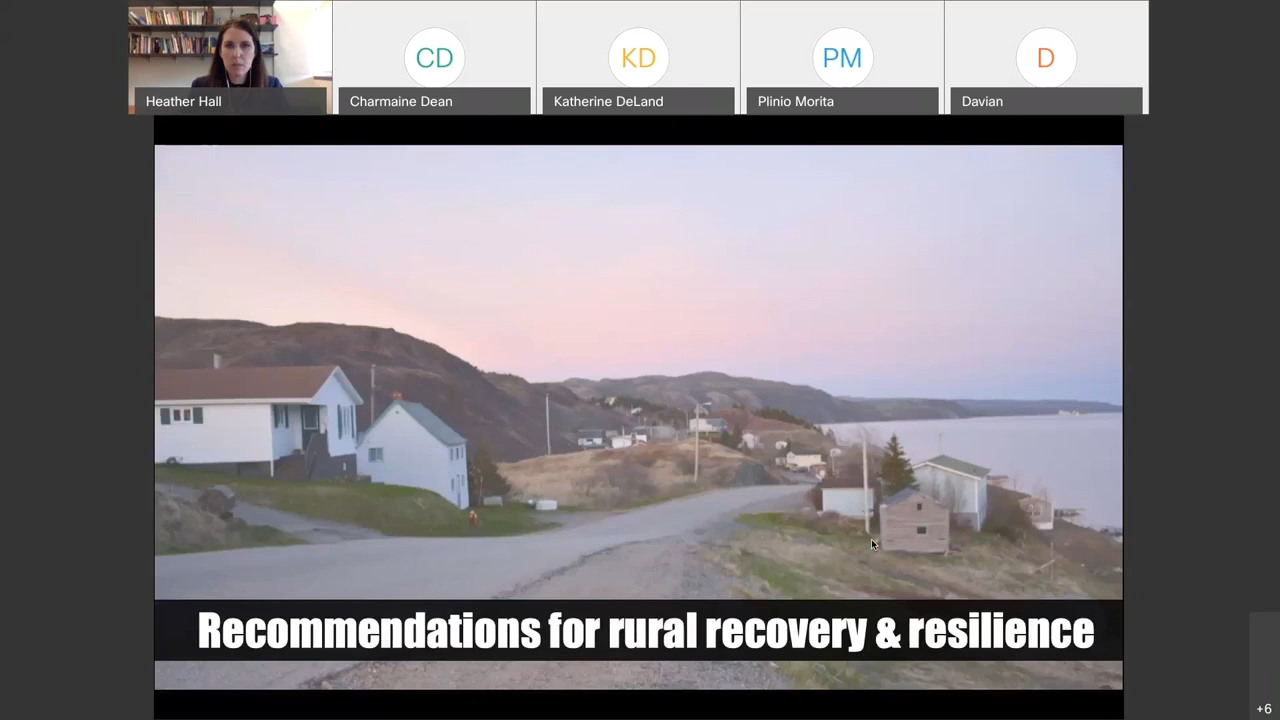 CD
KD
PM
D
Heather Hall
Charmaine Dean
Katherine DeLand
Plinio Morita
Davian
Recommendations for rural recovery & resilience
+6